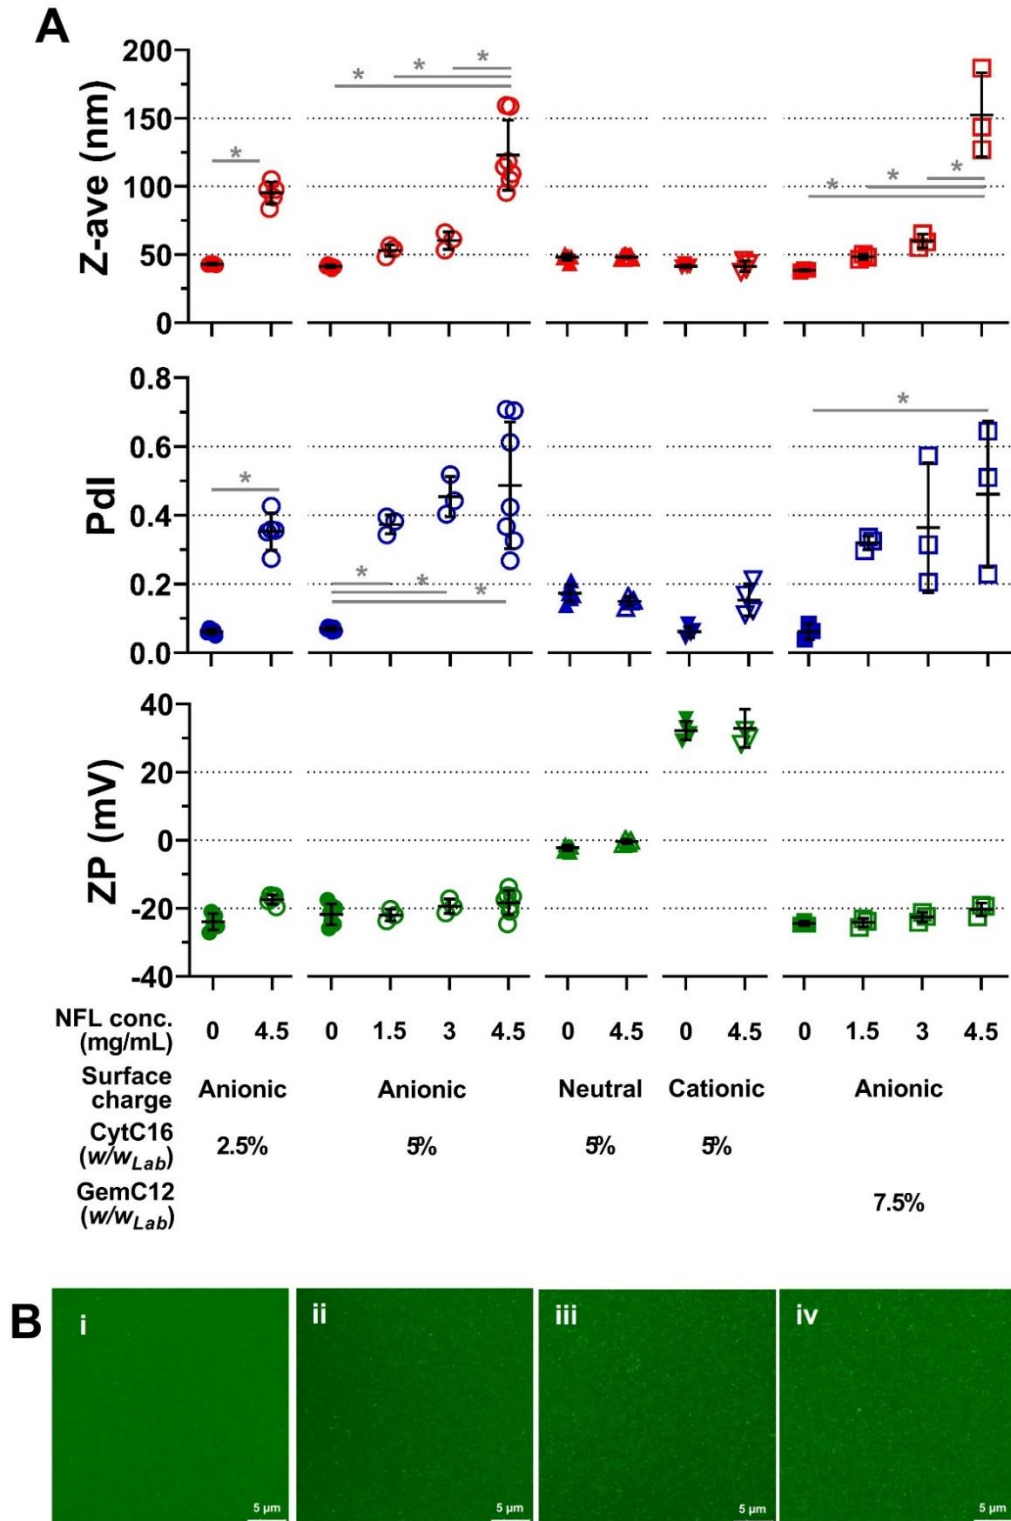 A
Z-ave (nm)
200
150
100
50
0
* * * *
* * *
PdI
0.8
0.6
0.4
0.2
0.0
* * * *
*
ZP (mV)
40
20
0
-20
-40
NFL conc. (mg/mL) 0 4.5 0 1.5 3 4.5 0 4.5 0 4.5 0 1.5 3 4.5
Surface charge Anionic Anionic Neutral Cationic Anionic
CytC16 (w/wLab) 2.5% 5% 5% 5%
GemC12 (w/wLab) 7.5%
B
i ii iii iv
5 µm 5 µm 5 µm 5 µm